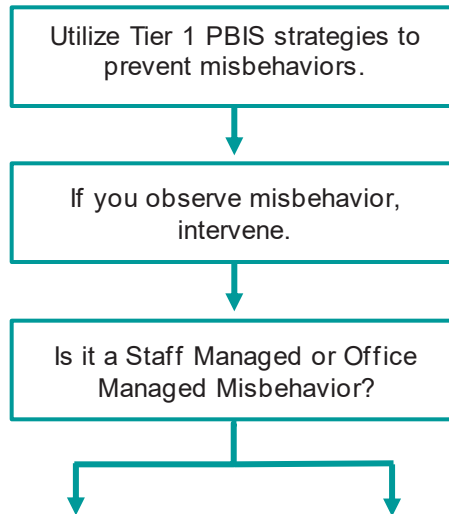 Utilize Tier 1 PBIS strategies to
prevent misbehaviors.
If you observe misbehavior,
intervene.
Is it a Staff Managed or Office
Managed Misbehavior?